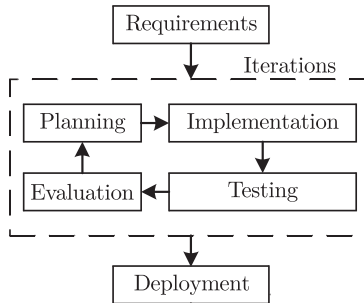 Requirements
Iterations
Planning
Implementation
Evaluation
Testing
Deployment